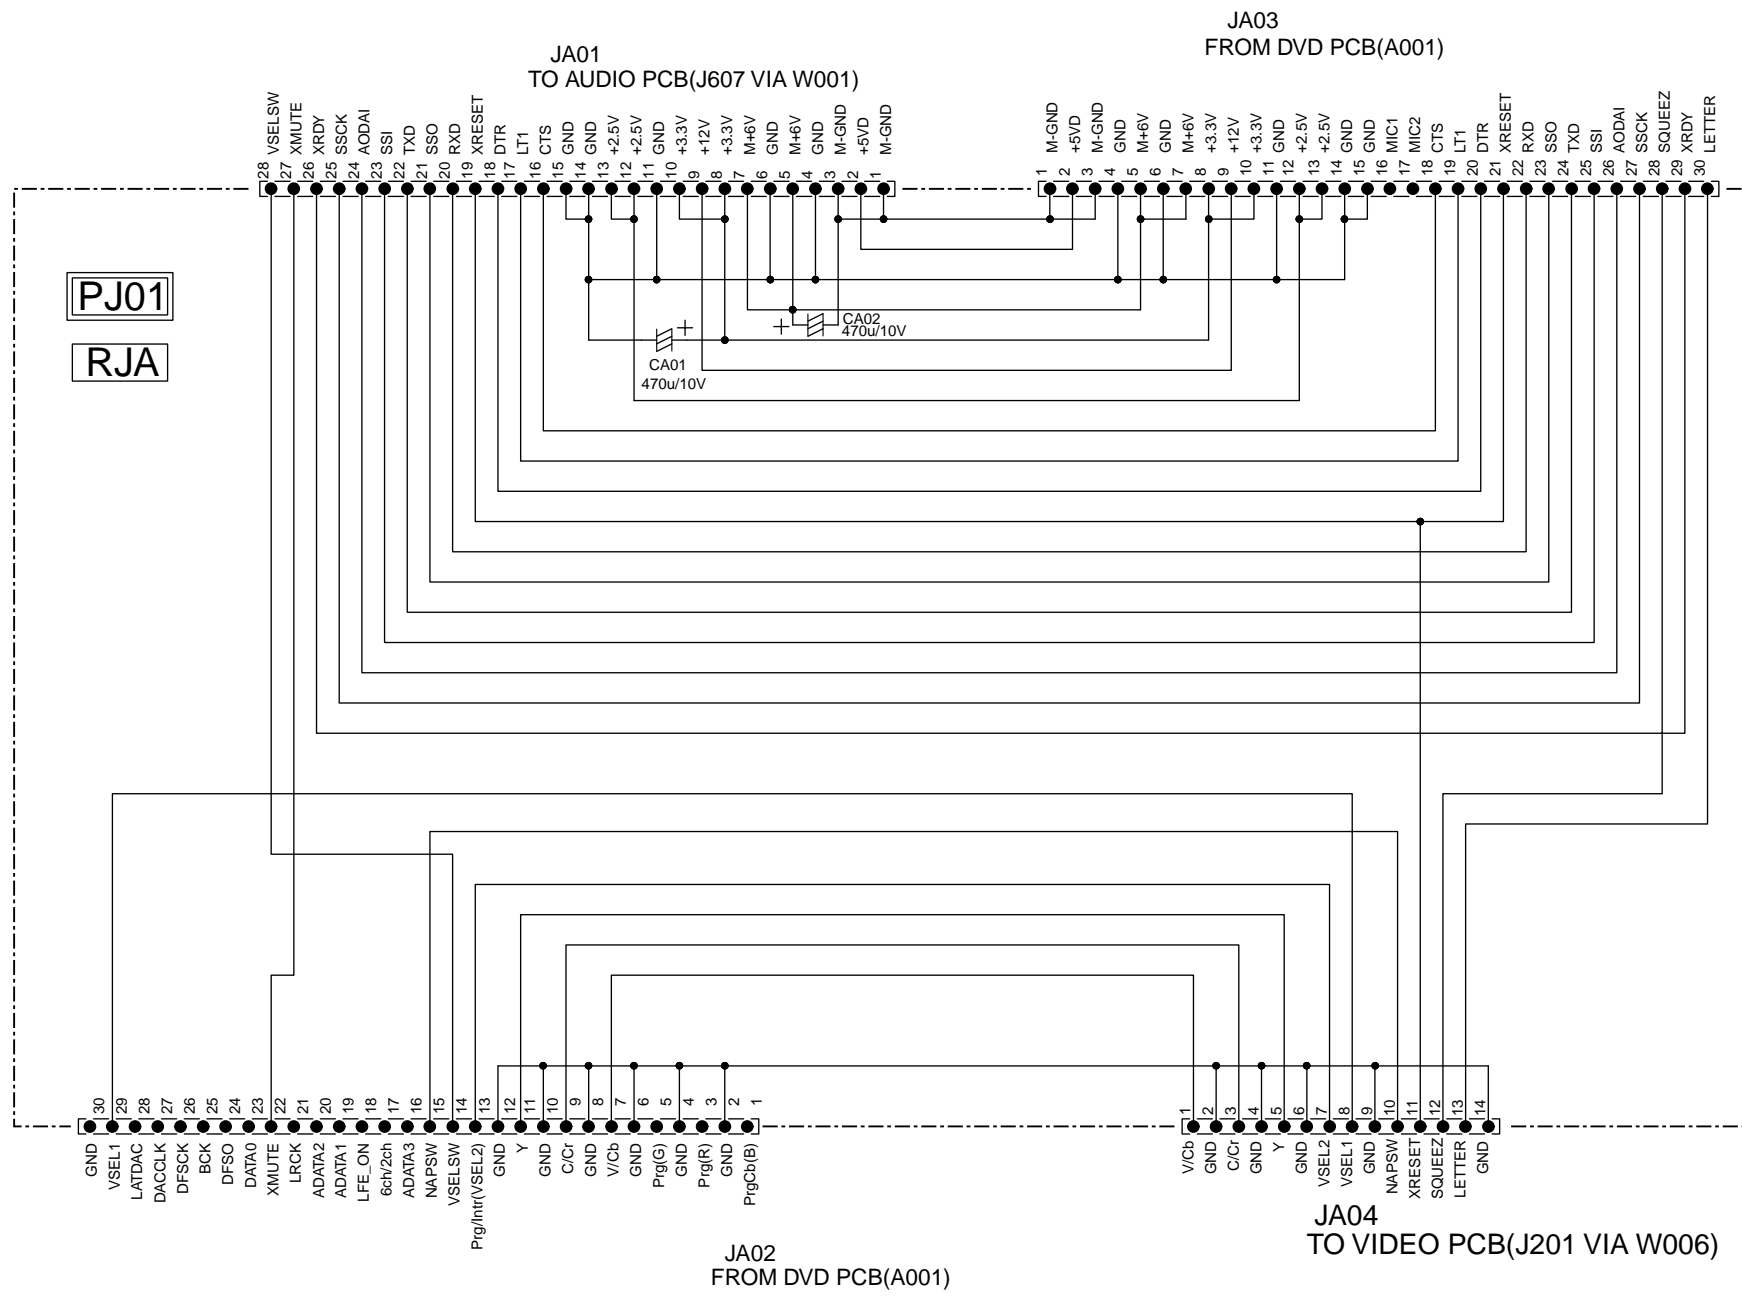 JA03
FROM DVD PCB(A001)
JA01
TO AUDIO PCB(J607 VIA W001)
VSELSW
XMUTE
XRDY
SSCK
AODAI
SSI
TXD
SSO
RXD
XRESET
DTR
LT1
CTS
GND
GND
+2.5V
+2.5V
GND
+3.3V
+12V
+3.3V
M+6V
GND
M+6V
GND
M-GND
+5VD
M-GND
28
27
26
25
24
23
22
21
20
19
18
17
16
15
14
13
12
11
10
9
8
7
6
5
4
3
2
1
M-GND
+5VD
M-GND
GND
M+6V
GND
M+6V
+3.3V
+12V
+3.3V
GND
+2.5V
+2.5V
GND
GND
MIC1
MIC2
CTS
LT1
DTR
XRESET
RXD
SSO
TXD
SSI
AODAI
SSCK
SQUEEZ
XRDY
LETTER
1
2
3
4
5
6
7
8
9
10
11
12
13
14
15
16
17
18
19
20
21
22
23
24
25
26
27
28
29
30
PJ01
RJA
+
CA01
470u/10V
+
CA02
470u/10V
30
29
28
27
26
25
24
23
22
21
20
19
18
17
16
15
14
13
12
11
10
9
8
7
6
5
4
3
2
1
GND
VSEL1
LATDAC
DACCLK
DFSCK
BCK
DFSO
DATA0
XMUTE
LRCK
ADATA2
ADATA1
LFE_ON
6ch/2ch
ADATA3
NAPSW
VSELSW
Prg/Intr(VSEL2)
GND
Y
GND
C/Cr
GND
V/Cb
GND
Prg(G)
GND
Prg(R)
GND
PrgCb(B)
JA02
FROM DVD PCB(A001)
1
2
3
4
5
6
7
8
9
10
11
12
13
14
V/Cb
GND
C/Cr
GND
Y
GND
VSEL2
VSEL1
GND
NAPSW
XRESET
SQUEEZ
LETTER
GND
JA04
TO VIDEO PCB(J201 VIA W006)